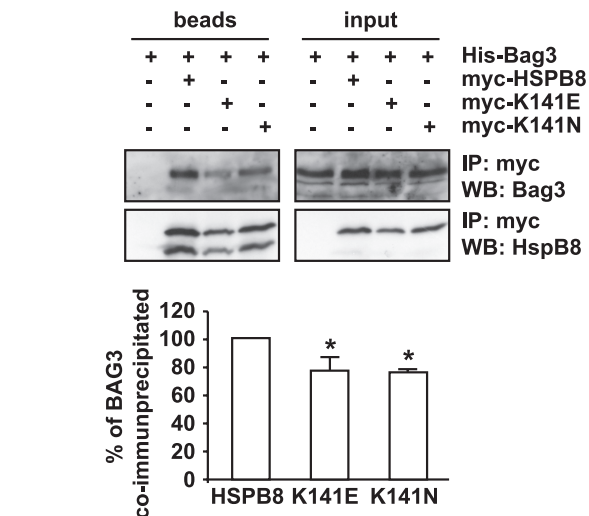 beads input
+ + + + + + + + His-Bag3
- + - - - + - - myc-HSPB8
- - + - - - + - myc-K141E
- - - + - - - + myc-K141N
IP: myc
WB: Bag3
IP: myc
WB: HspB8
% of BAG3
co-immunprecipitated
120
100
80
60
40
20
0
* *
HSPB8 K141E K141N